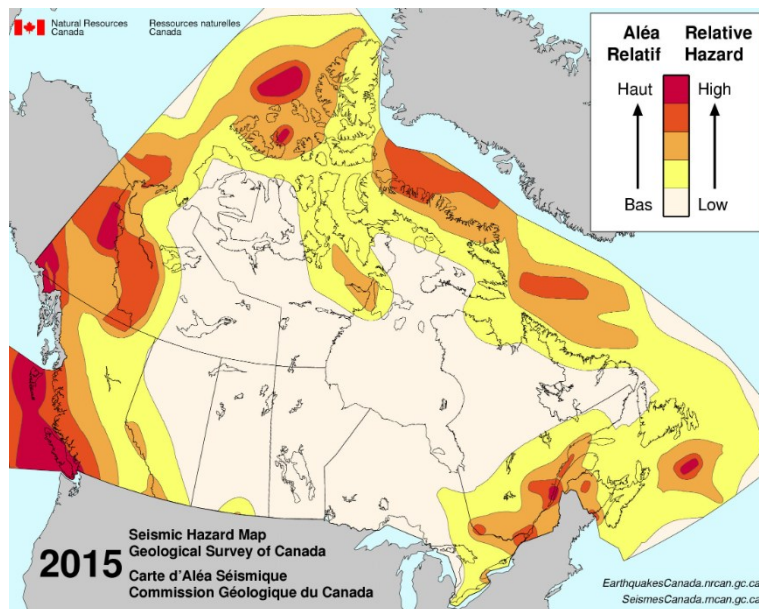 Natural Resources Canada
Ressources naturelles Canada
Aléa Relatif
Relative Hazard
Haut
High
Bas
Low
2015
Seismic Hazard Map
Geological Survey of Canada
Carte d'Aléa Séismique
Commission Géologique du Canada
EarthquakesCanada.nrcan.gc.ca
SeismesCanada.rncan.gc.ca